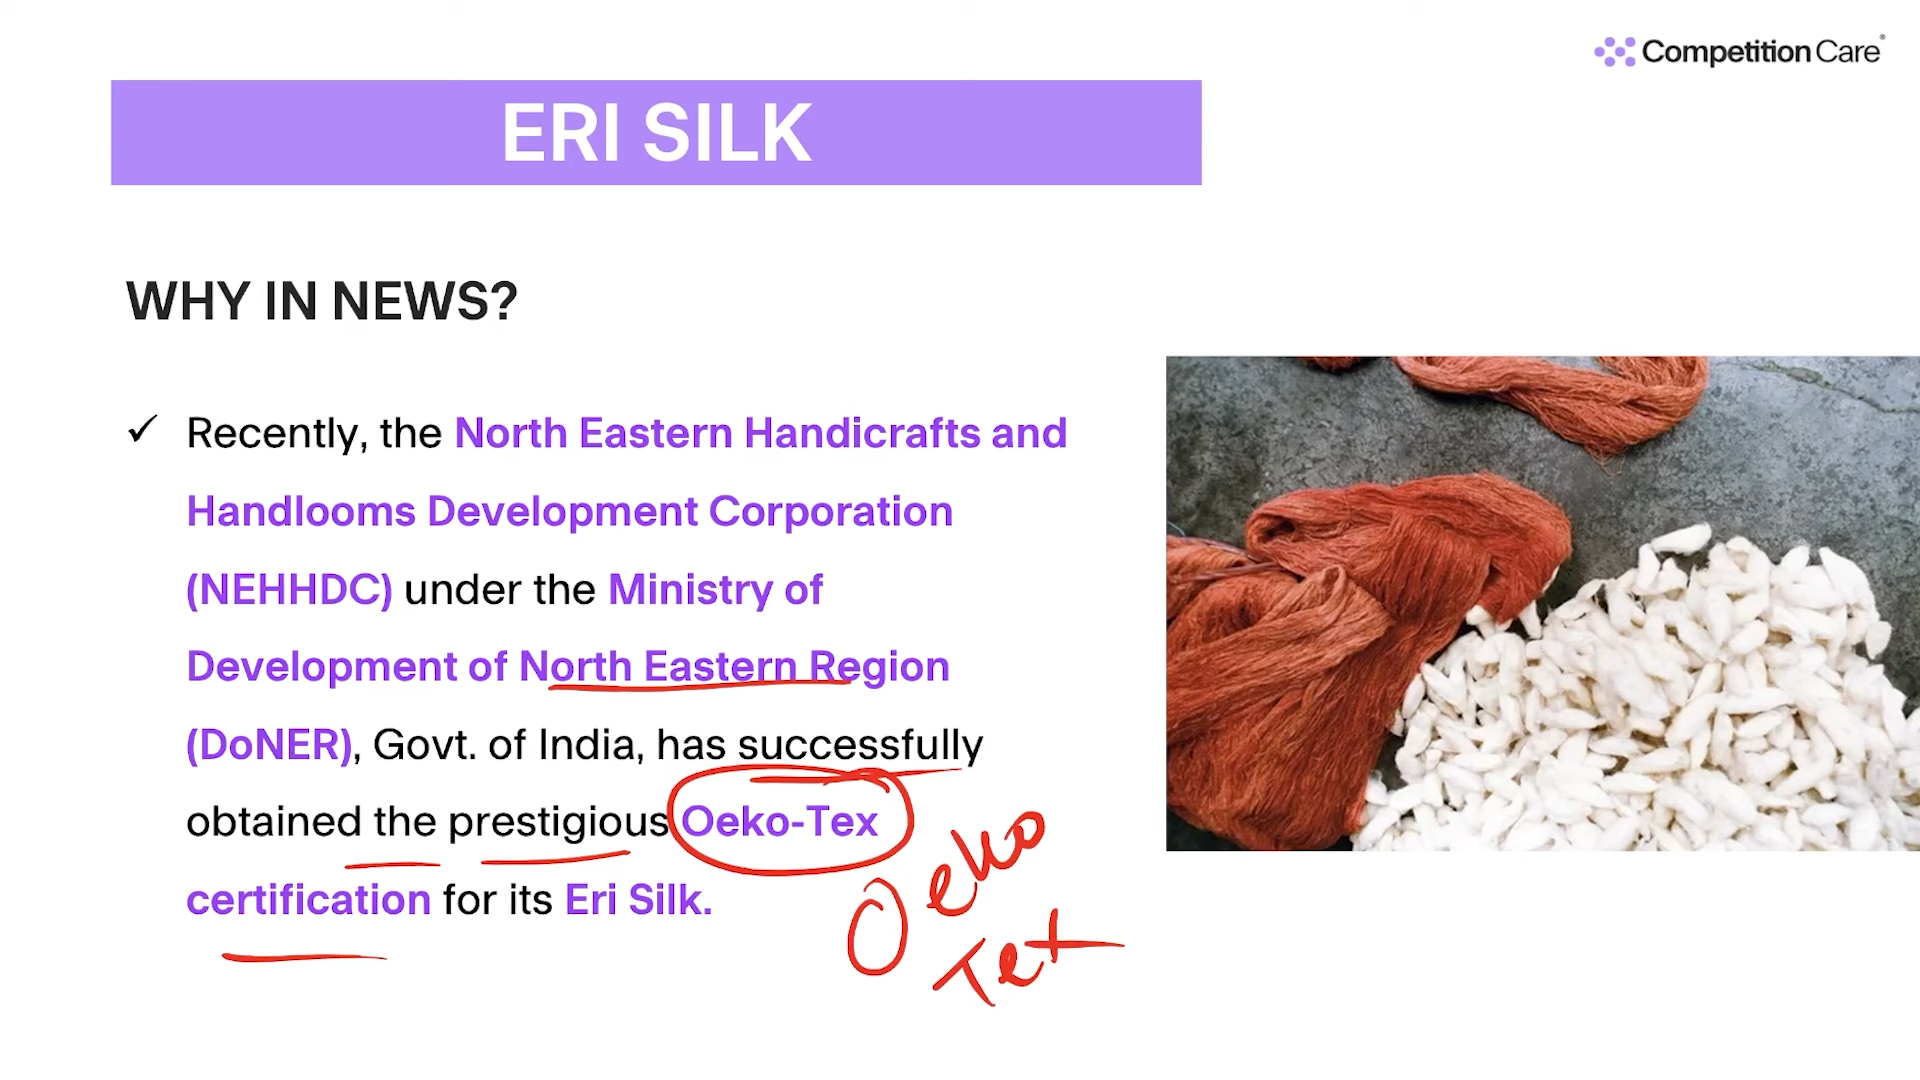 Competition Care
ERI SILK
WHY IN NEWS?
✓ Recently, the North Eastern Handicrafts and
Handlooms Development Corporation
(NEHHDC) under the Ministry of
Development of North Eastern Region
(DoNER), Govt. of India, has successfully
obtained the prestigious Oeko-Tex
certification for its Eri Silk.
Oeko
Tex